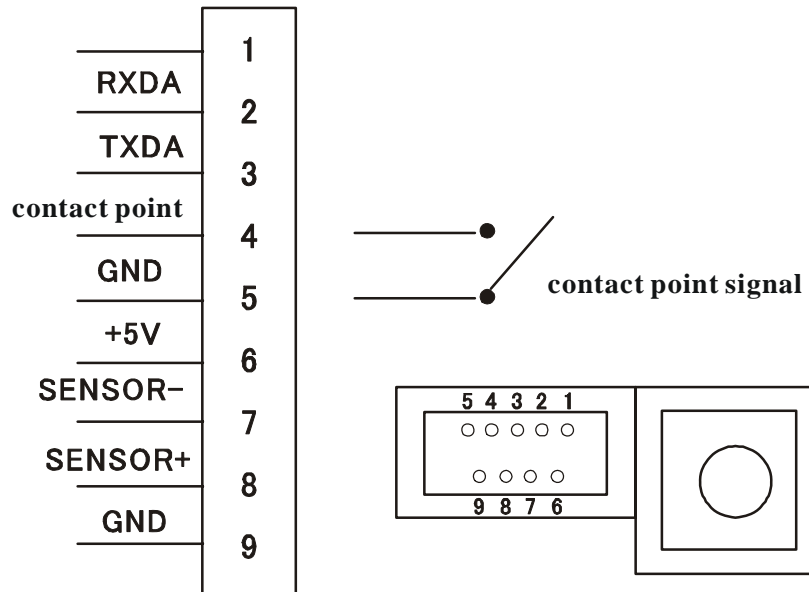 1
RXDA
2
TXDA
3
contact point
4
GND
5
contact point signal
+5V
6
SENSOR-
5 4 3 2 1
7
SENSOR+
8
9 8 7 6
GND
9